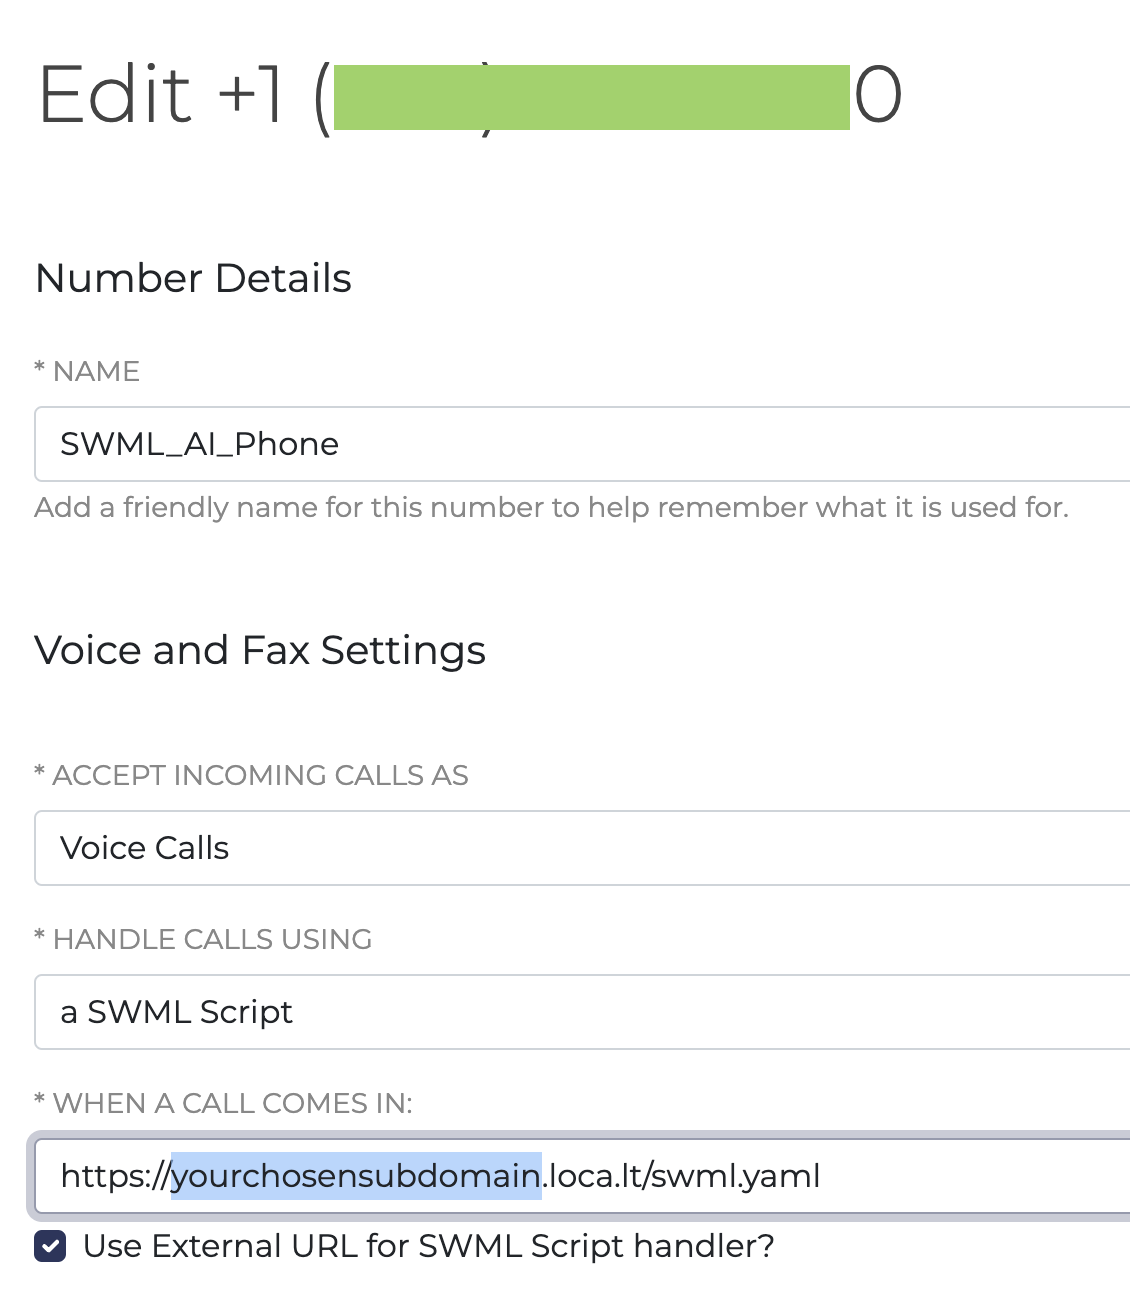 Edit +1 ( ) 0
Number Details
* NAME
SWML_AI_Phone
Add a friendly name for this number to help remember what it is used for.
Voice and Fax Settings
* ACCEPT INCOMING CALLS AS
Voice Calls
* HANDLE CALLS USING
a SWML Script
* WHEN A CALL COMES IN:
https://yourchosensubdomain.loca.lt/swml.yaml
Use External URL for SWML Script handler?